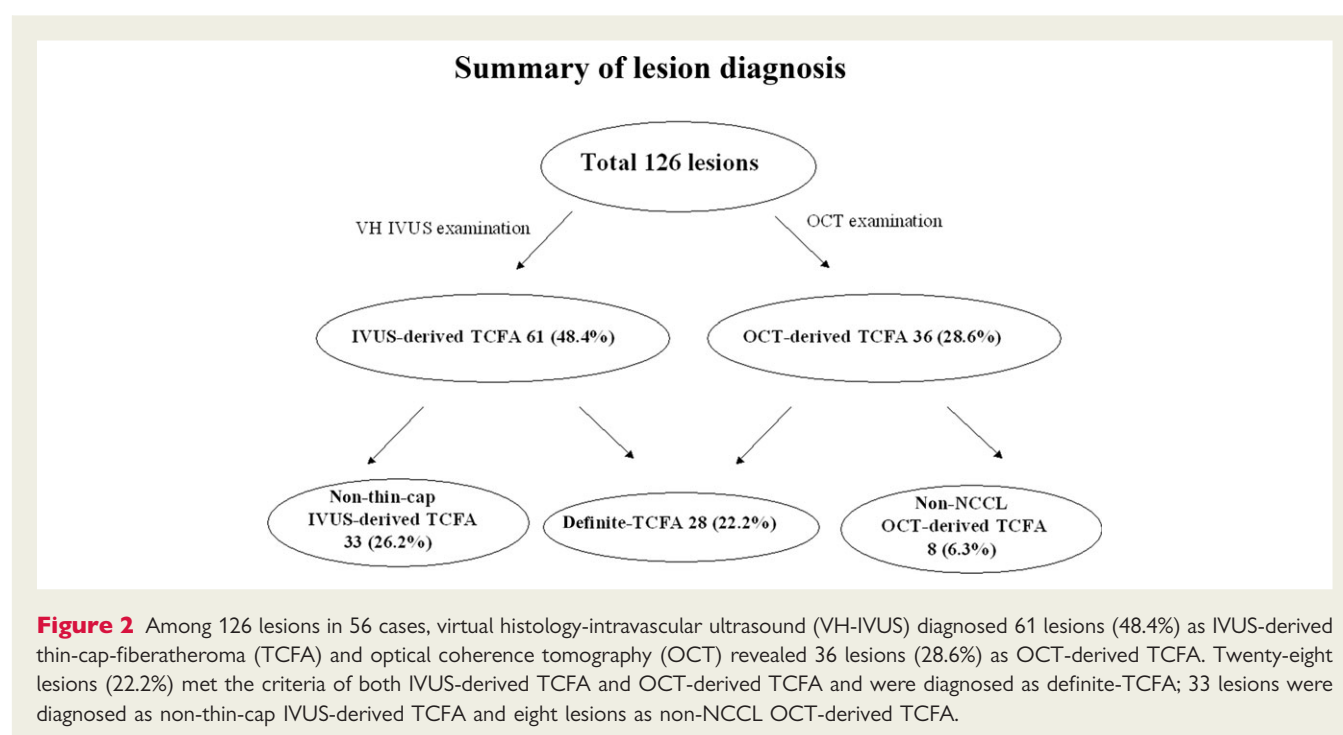 Summary of lesion diagnosis
Total 126 lesions
VH IVUS examination
OCT examination
IVUS-derived TCFA 61 (48.4%)
OCT-derived TCFA 36 (28.6%)
Non-thin-cap
IVUS-derived TCFA
33 (26.2%)
Definite-TCFA 28 (22.2%)
Non-NCCL
OCT-derived TCFA
8 (6.3%)
Figure 2 Among 126 lesions in 56 cases, virtual histology-intravascular ultrasound (VH-IVUS) diagnosed 61 lesions (48.4%) as IVUS-derived
thin-cap-fiberatheroma (TCFA) and optical coherence tomography (OCT) revealed 36 lesions (28.6%) as OCT-derived TCFA. Twenty-eight
lesions (22.2%) met the criteria of both IVUS-derived TCFA and OCT-derived TCFA and were diagnosed as definite-TCFA; 33 lesions were
diagnosed as non-thin-cap IVUS-derived TCFA and eight lesions as non-NCCL OCT-derived TCFA.